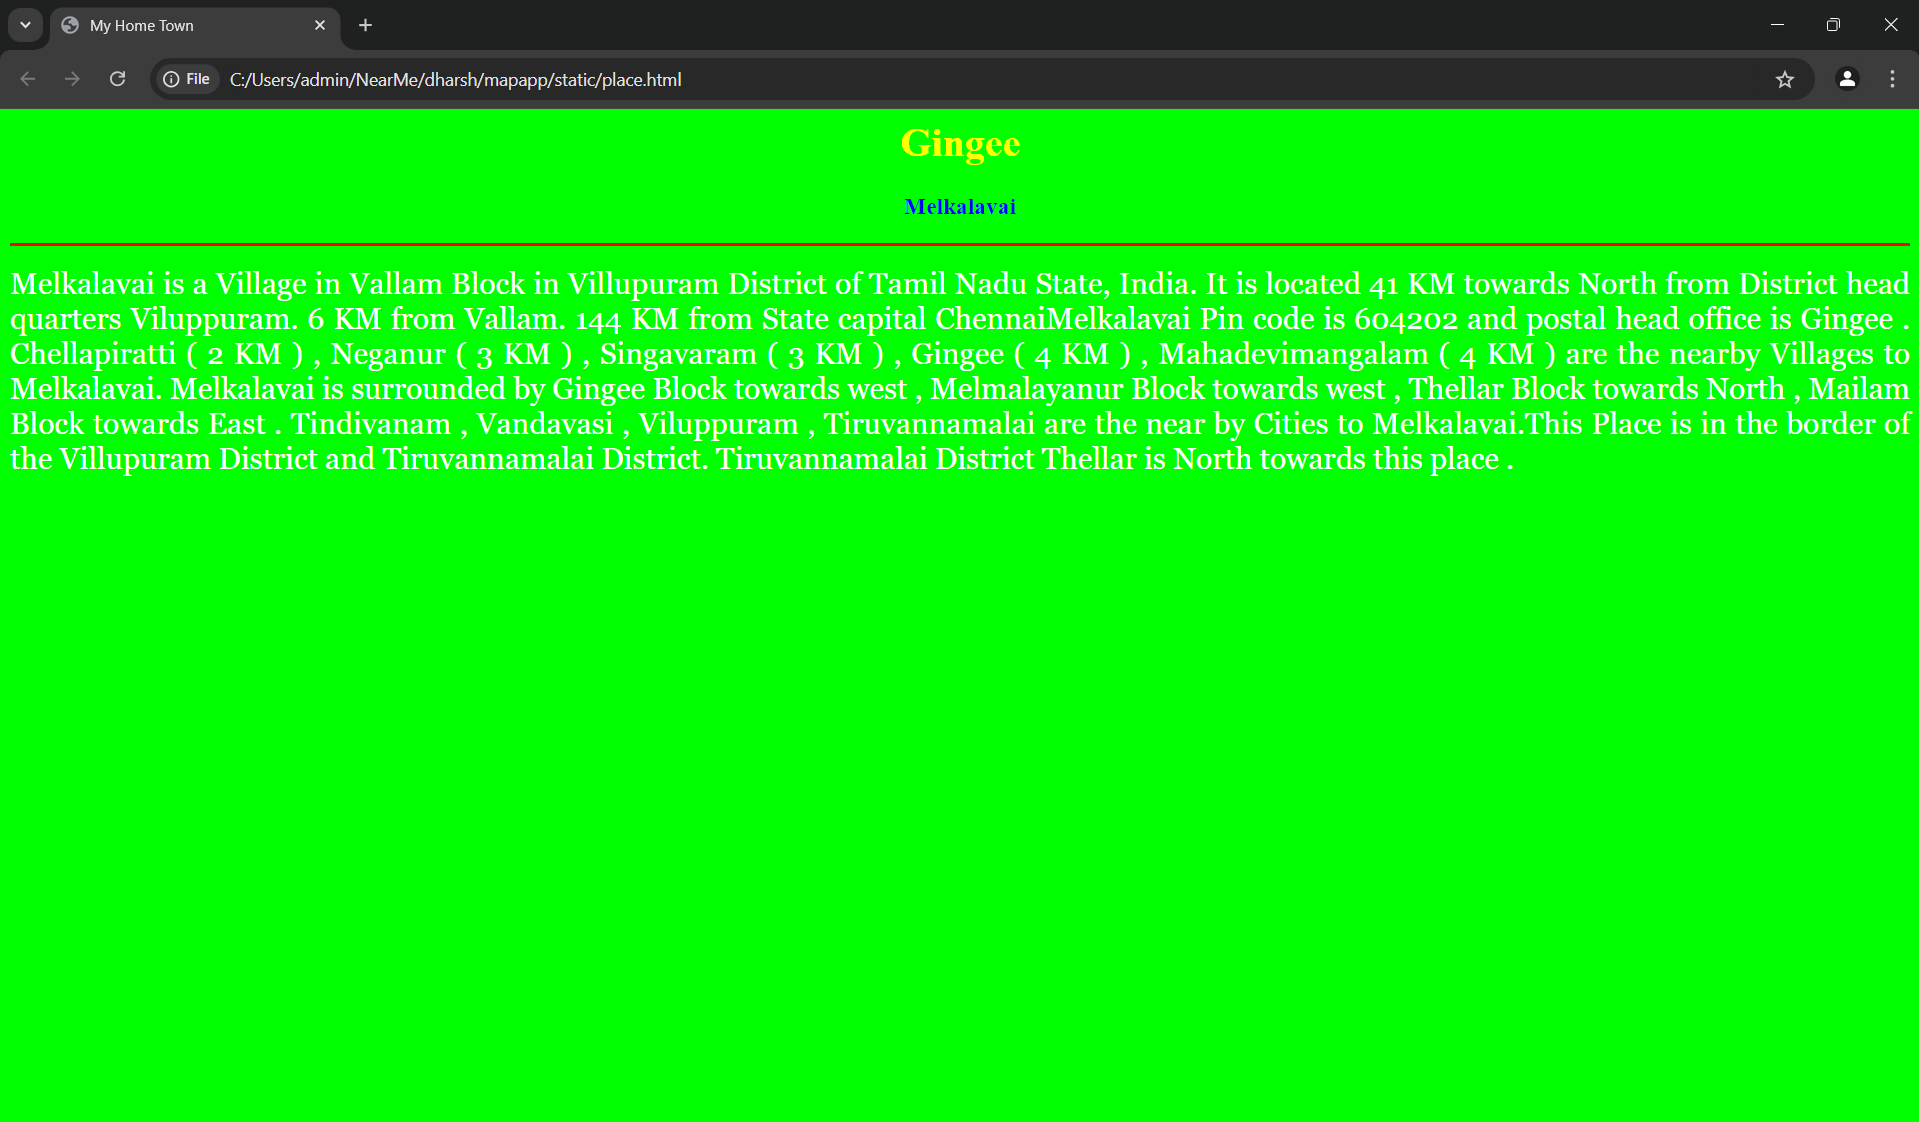 My Home Town
File C:/Users/admin/NearMe/dharsh/mapapp/static/place.html
Gingee
Melkalavai
Melkalavai is a Village in Vallam Block in Villupuram District of Tamil Nadu State, India. It is located 41 KM towards North from District head
quarters Viluppuram. 6 KM from Vallam. 144 KM from State capital ChennaiMelkalavai Pin code is 604202 and postal head office is Gingee .
Chellapiratti ( 2 KM ) , Neganur ( 3 KM ) , Singavaram ( 3 KM ) , Gingee ( 4 KM ) , Mahadevimangalam ( 4 KM ) are the nearby Villages to
Melkalavai. Melkalavai is surrounded by Gingee Block towards west , Melmalayanur Block towards west , Thellar Block towards North , Mailam
Block towards East . Tindivanam , Vandavasi , Viluppuram , Tiruvannamalai are the near by Cities to Melkalavai.This Place is in the border of
the Villupuram District and Tiruvannamalai District. Tiruvannamalai District Thellar is North towards this place .